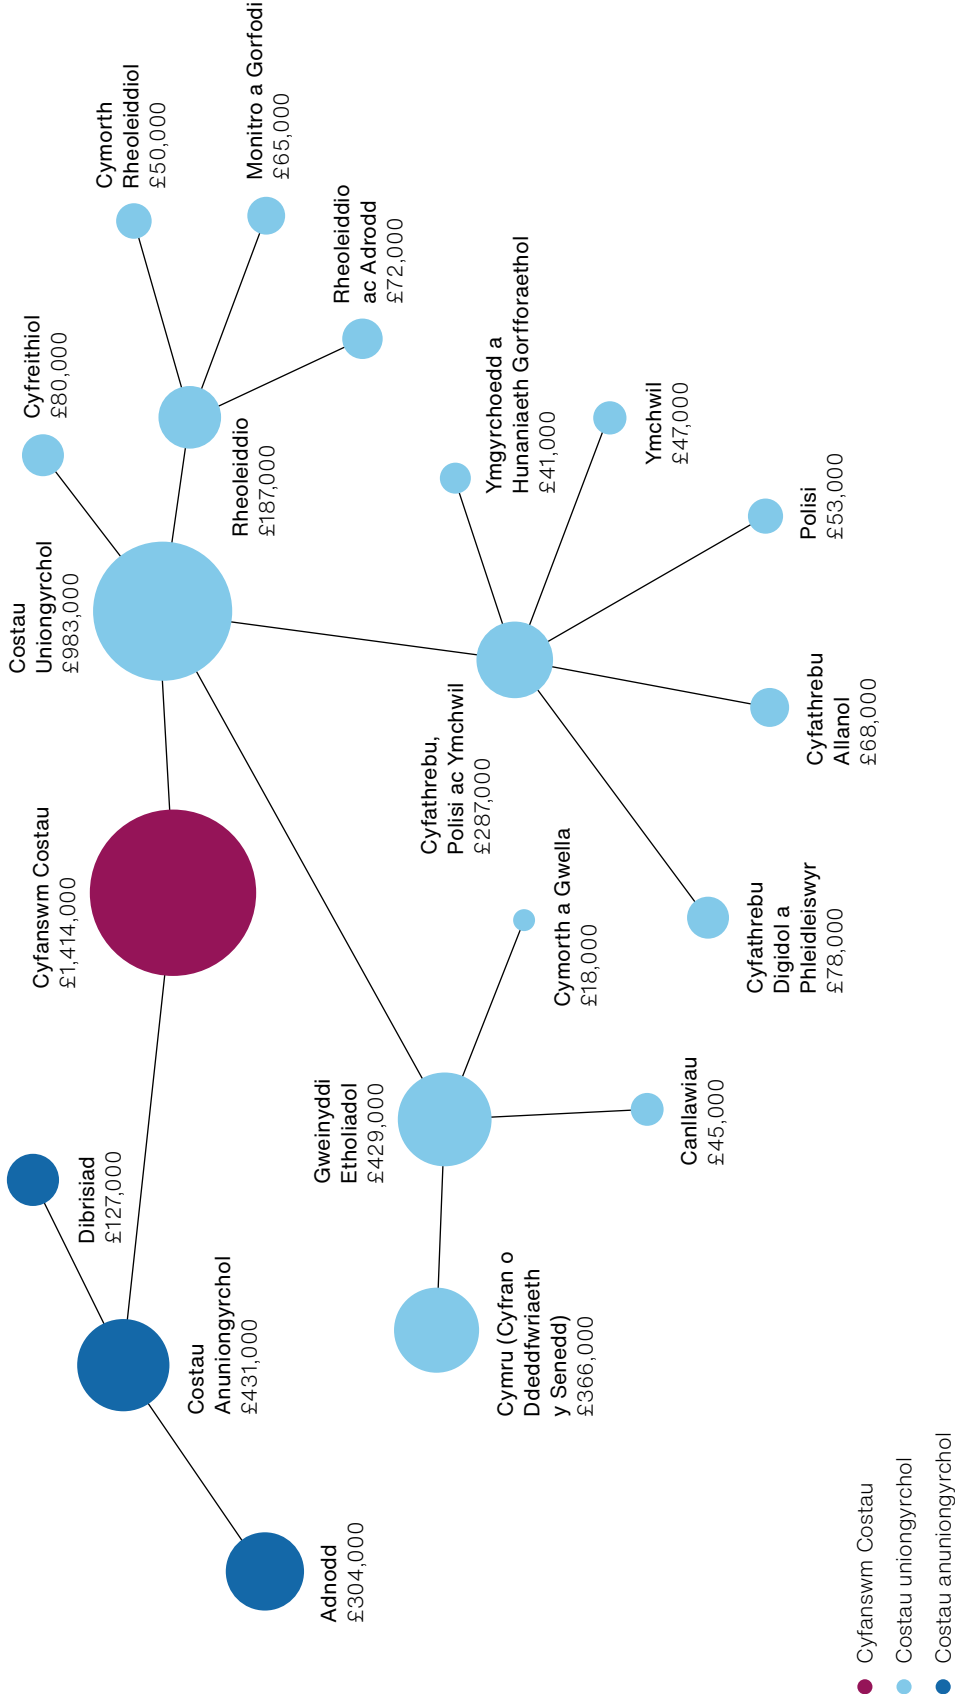 Adnodd
£304,000
Costau
Anuniongyrchol
£431,000
Dibrisiad
£127,000
Cyfanswm Costau
£1,414,000
Costau
Uniongyrchol
£983,000
Cyfreithiol
£80,000
Rheoleiddio
£187,000
Cymorth
Rheoleiddiol
£50,000
Monitro a Gorfodi
£65,000
Rheoleiddio
ac Adrodd
£72,000
Gweinyddi
Etholiadol
£429,000
Cymru (Cyfran o
Ddeddfwriaeth
y Senedd)
£366,000
Canllawiau
£45,000
Cymorth a Gwella
£18,000
Cyfathrebu,
Polisi ac Ymchwil
£287,000
Ymgyrchoedd a
Hunaniaeth Gorfforaethol
£41,000
Ymchwil
£47,000
Polisi
£53,000
Cyfathrebu
Allanol
£68,000
Cyfathrebu
Digidol a
Phleidleiswyr
£78,000
Cyfanswm Costau
Costau uniongyrchol
Costau anuniongyrchol